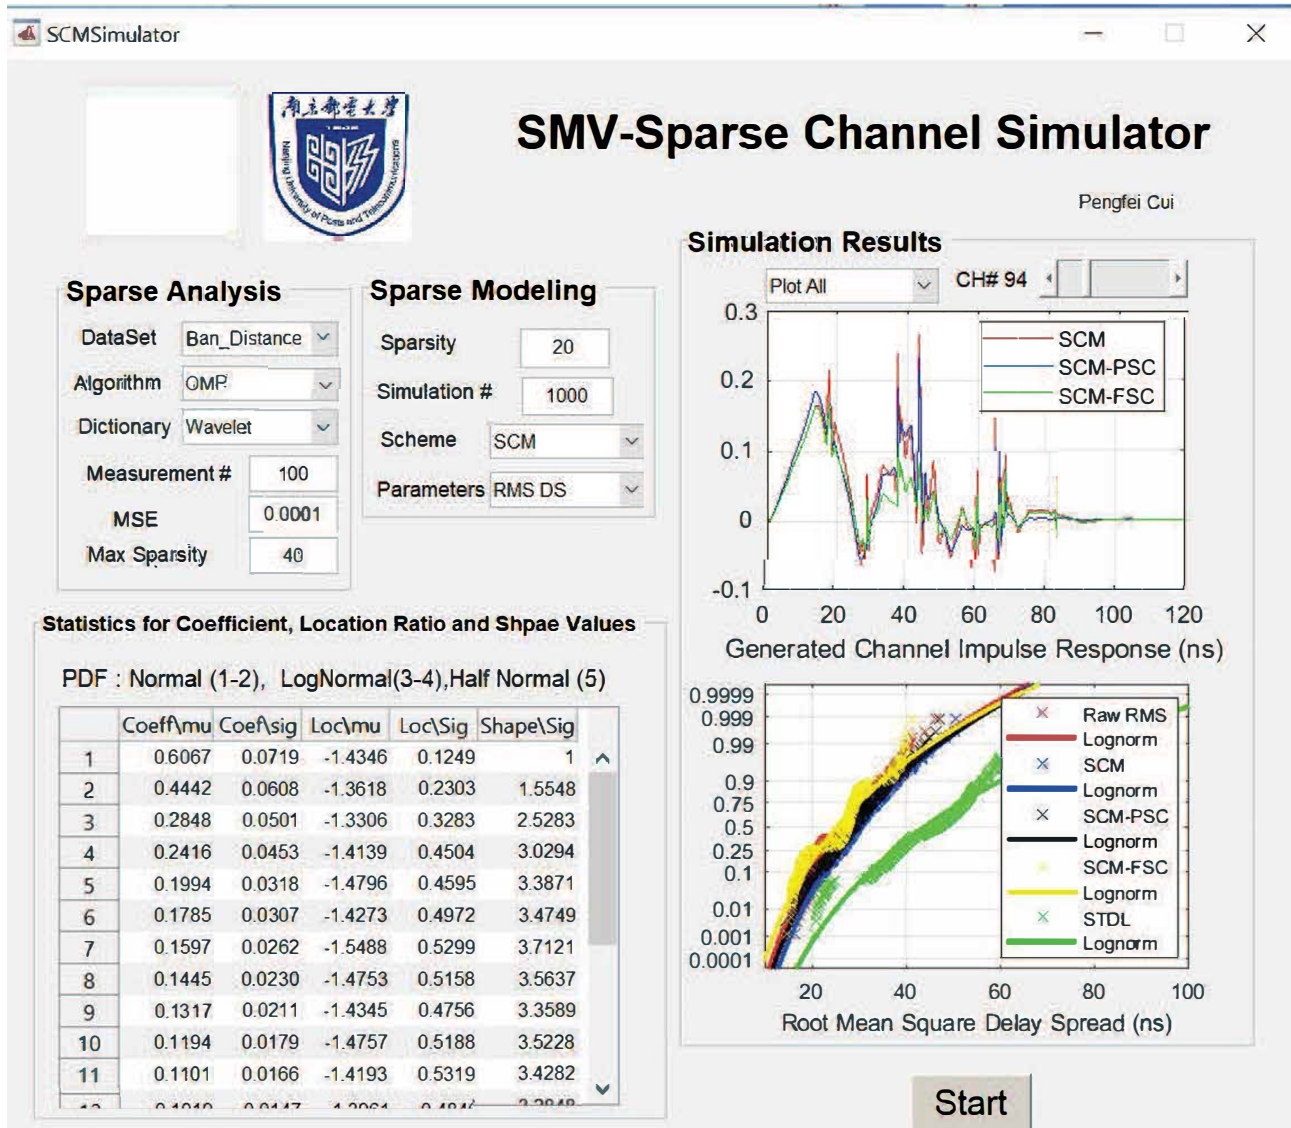 SCMSimulator
南京邮电大学
Nanjing University of Posts and Telecommunications
SMV-Sparse Channel Simulator
Pengfei Cui
Sparse Analysis
DataSet Ban_Distance
Algorithm OMP
Dictionary Wavelet
Measurement # 100
MSE 0.0001
Max Sparsity 40
Sparse Modeling
Sparsity 20
Simulation # 1000
Scheme SCM
Parameters RMS DS
Simulation Results
Plot All CH# 94
0.3
0.2
0.1
0
-0.1
SCM
SCM-PSC
SCM-FSC
0 20 40 60 80 100 120
Generated Channel Impulse Response (ns)
0.9999
0.999
0.99
0.9
0.75
0.5
0.25
0.1
0.01
0.001
0.0001
Raw RMS
Lognorm
SCM
Lognorm
SCM-PSC
Lognorm
SCM-FSC
Lognorm
STDL
Lognorm
20 40 60 80 100
Root Mean Square Delay Spread (ns)
Statistics for Coefficient, Location Ratio and Shpae Values
PDF : Normal (1-2), LogNormal(3-4),Half Normal (5)
Coeff\mu Coef\sig Loc\mu Loc\Sig Shape\Sig
1 0.6067 0.0719 -1.4346 0.1249 1
2 0.4442 0.0608 -1.3618 0.2303 1.5548
3 0.2848 0.0501 -1.3306 0.3283 2.5283
4 0.2416 0.0453 -1.4139 0.4504 3.0294
5 0.1994 0.0318 -1.4796 0.4595 3.3871
6 0.1785 0.0307 -1.4273 0.4972 3.4749
7 0.1597 0.0262 -1.5488 0.5299 3.7121
8 0.1445 0.0230 -1.4753 0.5158 3.5637
9 0.1317 0.0211 -1.4345 0.4756 3.3589
10 0.1194 0.0179 -1.4757 0.5188 3.5228
11 0.1101 0.0166 -1.4193 0.5319 3.4282
Start